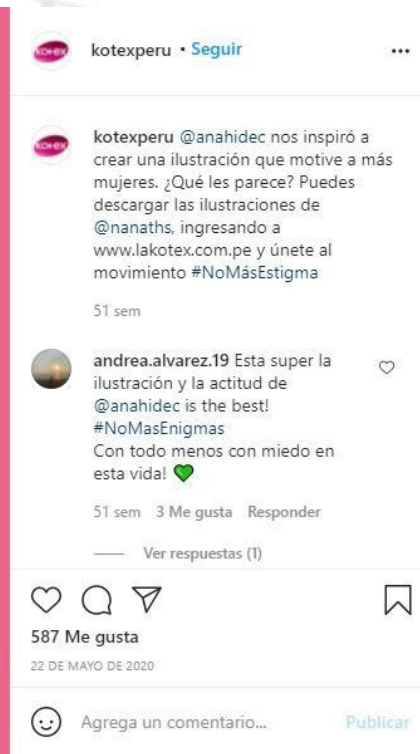 kotex
kotexperu • Seguir
kotex
kotexperu @anahidec nos inspiró a
crear una ilustración que motive a más
mujeres. ¿Qué les parece? Puedes
descargar las ilustraciones de
@nanaths, ingresando a
www.lakotex.com.pe y únete al
movimiento #NoMásEstigma
51 sem
andrea.alvarez.19 Esta super la
ilustración y la actitud de
@anahidec is the best!
#NoMasEnigmas
Con todo menos con miedo en
esta vida! 💚
51 sem 3 Me gusta Responder
Ver respuestas (1)
587 Me gusta
22 DE MAYO DE 2020
Agrega un comentario... Publicar